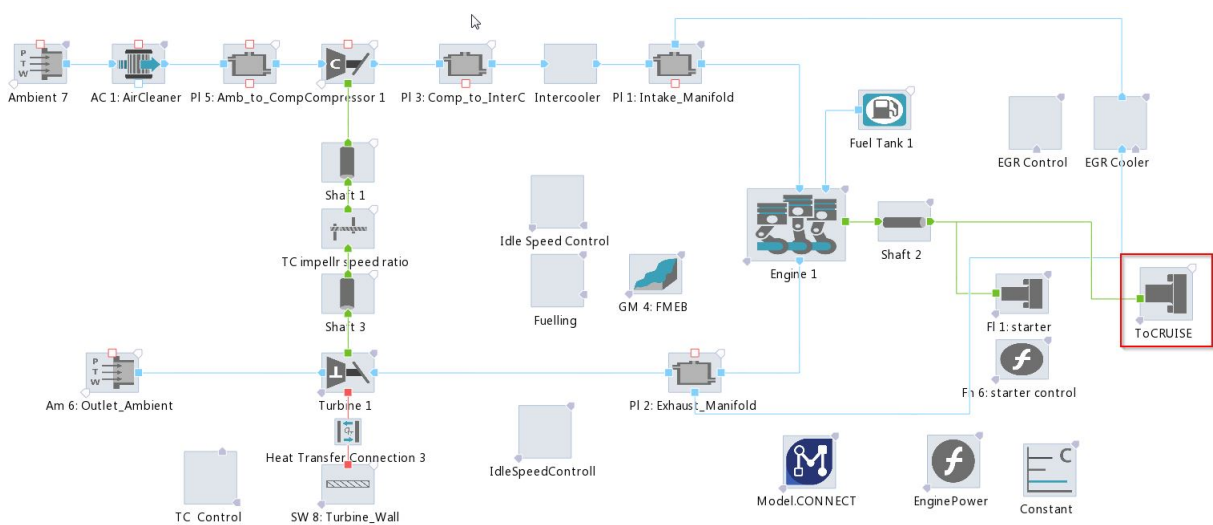 P
T
W
C
Ambient 7
AC 1: AirCleaner
Pl 5: Amb_to_Comp
Compressor 1
Pl 3: Comp_to_InterC
Intercooler
Pl 1: Intake_Manifold
Fuel Tank 1
EGR Control
EGR Cooler
Shaft 1
Idle Speed Control
TC impellr speed ratio
Engine 1
Shaft 2
Fuelling
GM 4: FMEB
Shaft 3
Fl 1: starter
ToCRUISE
P
T
W
T
f
Am 6: Outlet_Ambient
Turbine 1
Pl 2: Exhaust_Manifold
Fn 6: starter control
Heat Transfer Connection 3
IdleSpeedControll
M
f
C
TC Control
SW 8: Turbine_Wall
Model.CONNECT
EnginePower
Constant